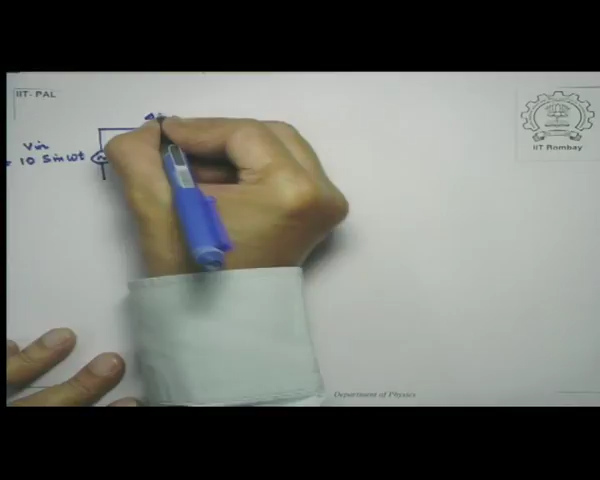 IIT- PAL
Vin
10 Sin ωt
IIT Bombay
Department of Physics